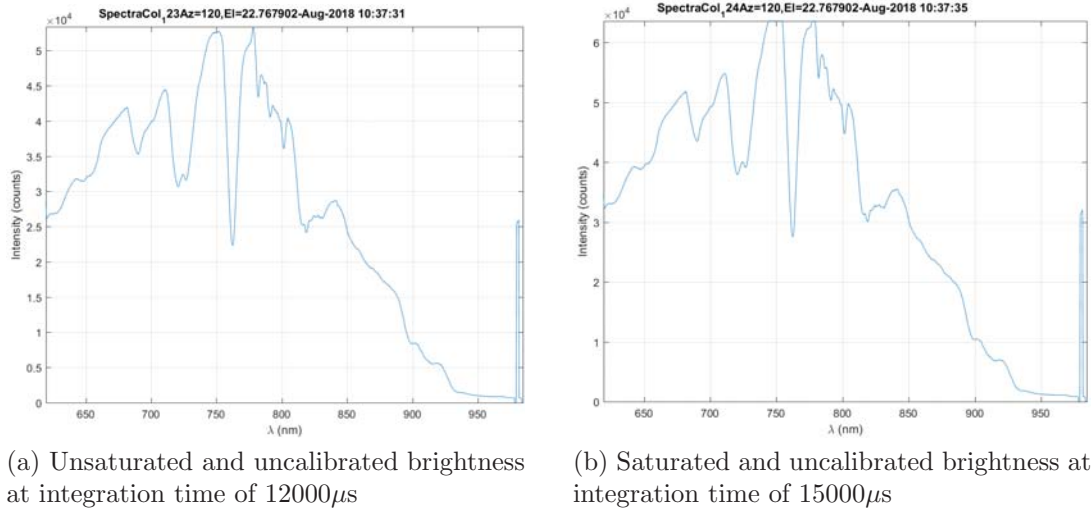 SpectraCol₁23Az=120,El=22.767902-Aug-2018 10:37:31
×10⁴
5
4.5
4
3.5
3
2.5
2
1.5
1
0.5
0
Intensity (counts)
650 700 750 800 850 900 950
λ (nm)
(a) Unsaturated and uncalibrated brightness
at integration time of 12000μs
SpectraCol₁24Az=120,El=22.767902-Aug-2018 10:37:35
×10⁴
6
5
4
3
2
1
0
Intensity (counts)
650 700 750 800 850 900 950
λ (nm)
(b) Saturated and uncalibrated brightness at
integration time of 15000μs